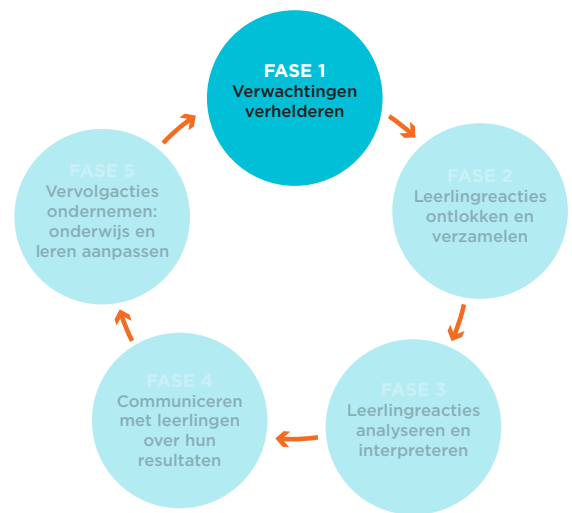 FASE 1
Verwachtingen
verhelderen
FASE 2
Leerlingreacties
ontlokken en
verzamelen
FASE 3
Leerlingreacties
analyseren en
interpreteren
FASE 4
Communiceren
met leerlingen
over hun
resultaten
FASE 5
Vervolgacties
ondernemen:
onderwijs en
leren aanpassen